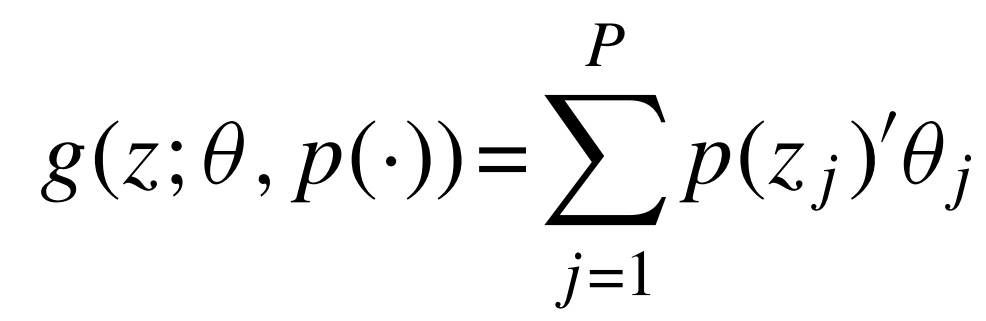 g(z; θ, p(·)) = ∑_{j=1}^{P} p(z_j)′θ_j